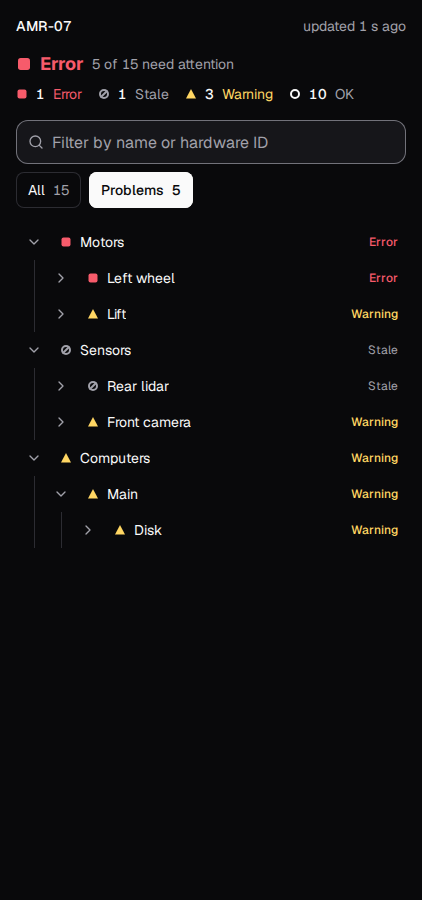 AMR-07 updated 1 s ago
Error 5 of 15 need attention
1 Error 1 Stale 3 Warning 10 OK
Filter by name or hardware ID
All 15 Problems 5
Motors Error
Left wheel Error
Lift Warning
Sensors Stale
Rear lidar Stale
Front camera Warning
Computers Warning
Main Warning
Disk Warning